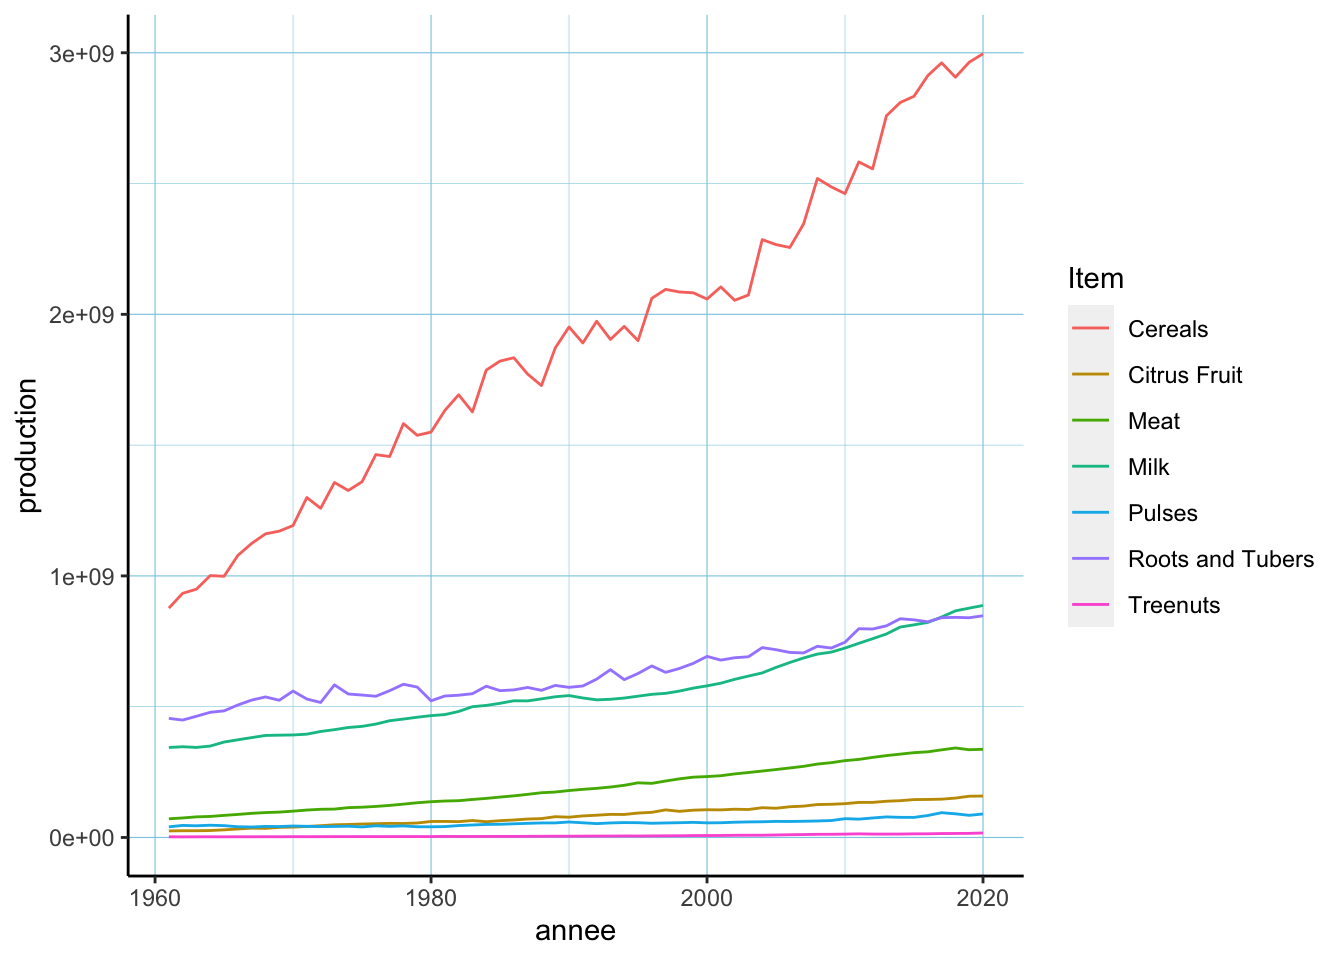 3e+09
2e+09
1e+09
0e+00
production
1960
1980
2000
2020
annee
Item
Cereals
Citrus Fruit
Meat
Milk
Pulses
Roots and Tubers
Treenuts